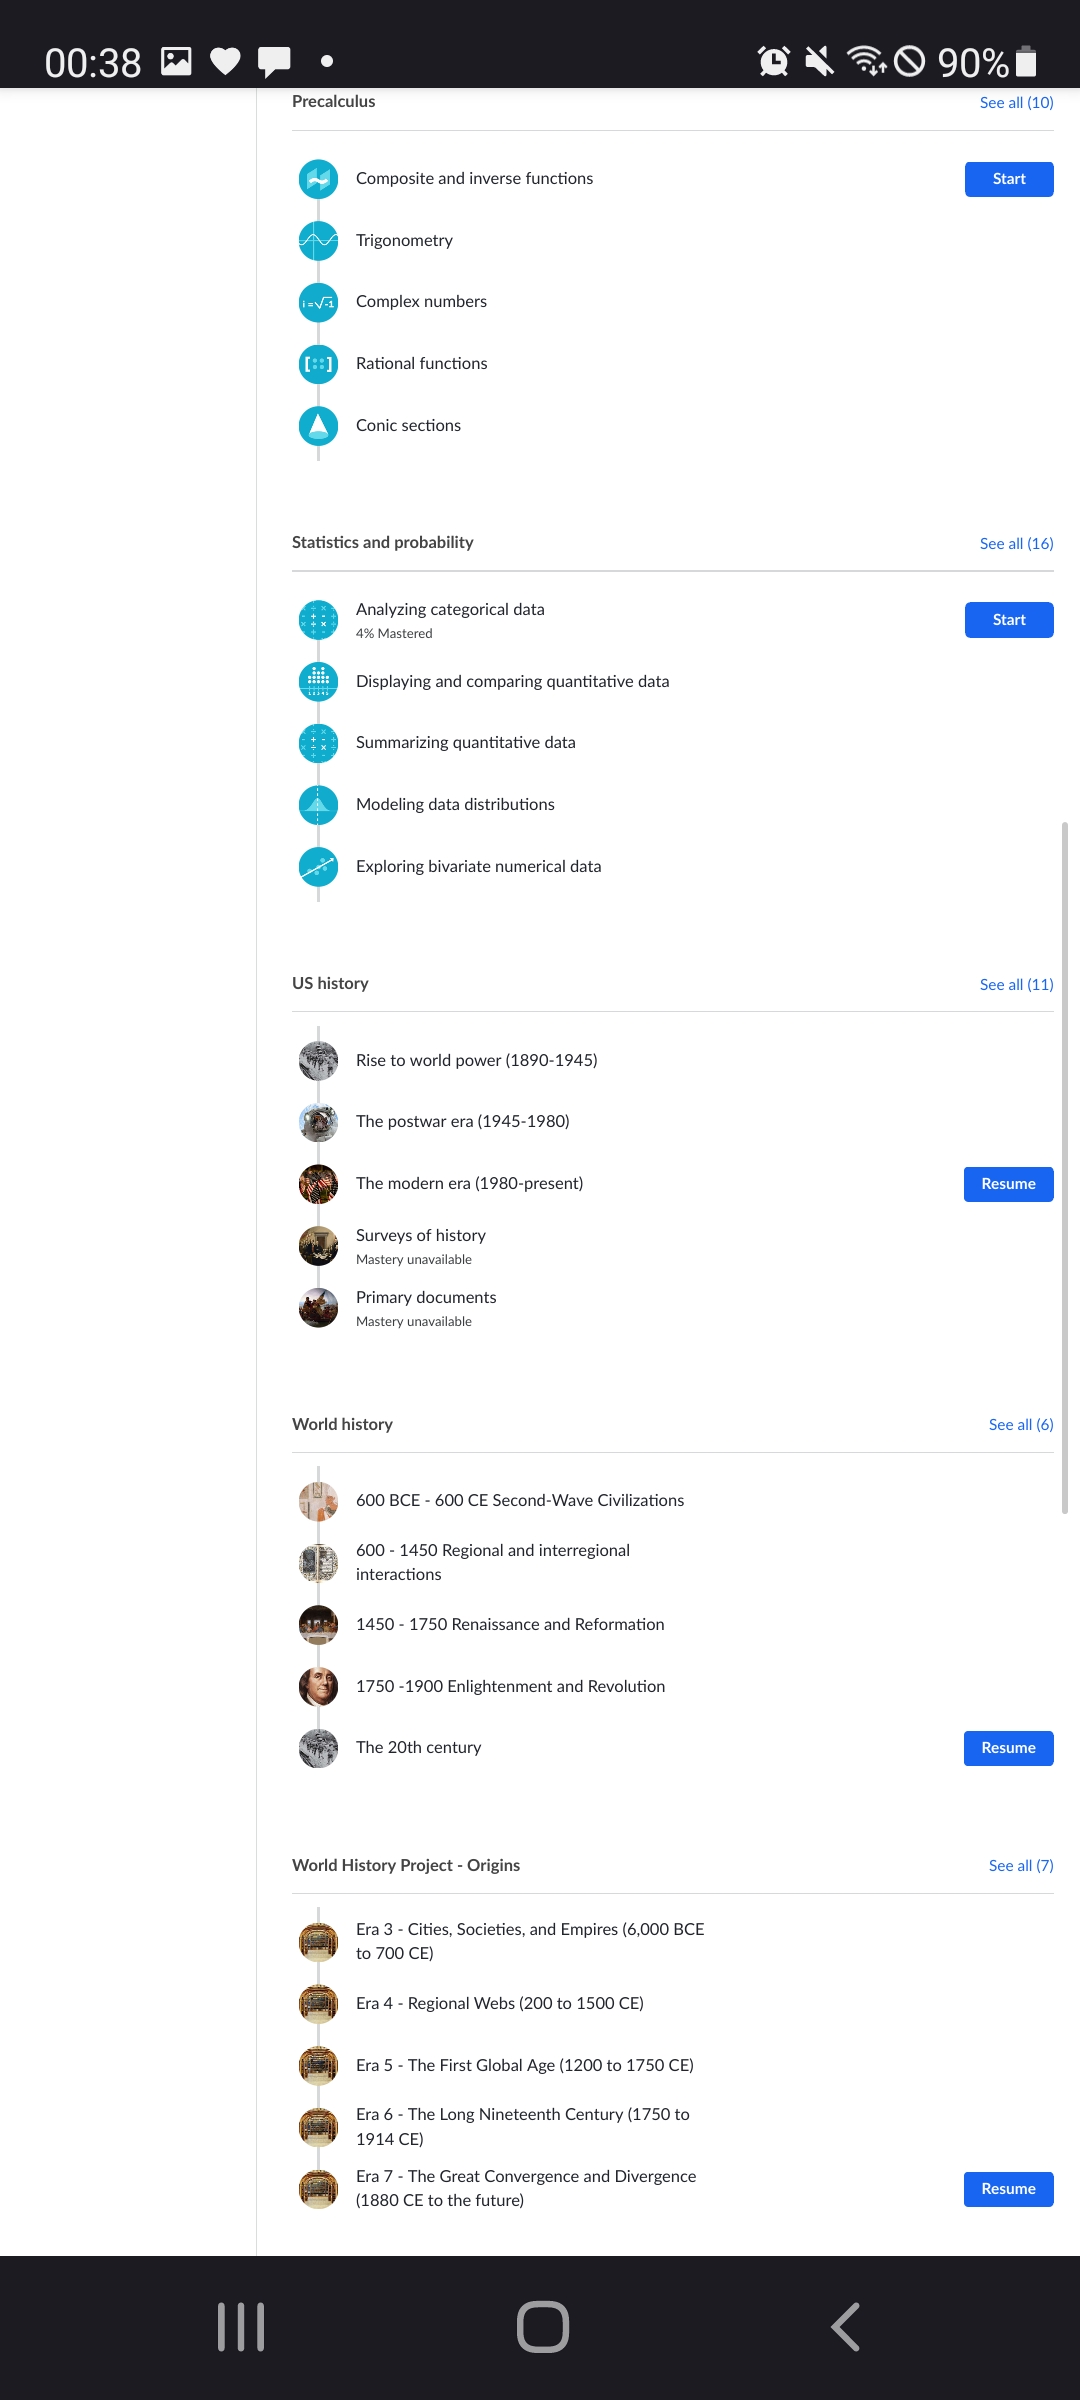 00:38
90%
Precalculus
See all (10)
Composite and inverse functions
Start
Trigonometry
i=√-1
Complex numbers
Rational functions
Conic sections
Statistics and probability
See all (16)
Analyzing categorical data
Start
4% Mastered
Displaying and comparing quantitative data
Summarizing quantitative data
Modeling data distributions
Exploring bivariate numerical data
US history
See all (11)
Rise to world power (1890-1945)
The postwar era (1945-1980)
The modern era (1980-present)
Resume
Surveys of history
Mastery unavailable
Primary documents
Mastery unavailable
World history
See all (6)
600 BCE - 600 CE Second-Wave Civilizations
600 - 1450 Regional and interregional
interactions
1450 - 1750 Renaissance and Reformation
1750 -1900 Enlightenment and Revolution
The 20th century
Resume
World History Project - Origins
See all (7)
Era 3 - Cities, Societies, and Empires (6,000 BCE
to 700 CE)
Era 4 - Regional Webs (200 to 1500 CE)
Era 5 - The First Global Age (1200 to 1750 CE)
Era 6 - The Long Nineteenth Century (1750 to
1914 CE)
Era 7 - The Great Convergence and Divergence
(1880 CE to the future)
Resume